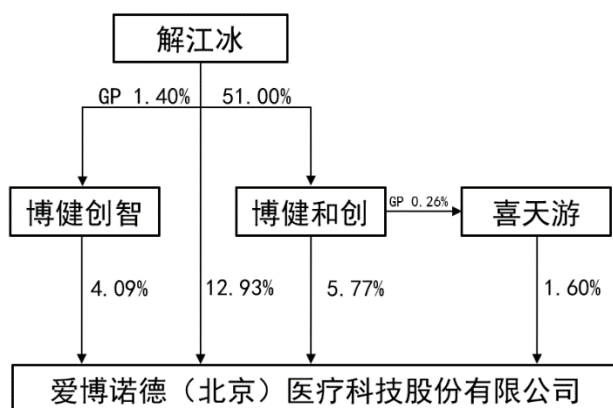 解江冰
GP 1.40%
51.00%
博健创智
博健和创
GP 0.26%
喜天游
4.09%
12.93%
5.77%
1.60%
爱博诺德（北京）医疗科技股份有限公司